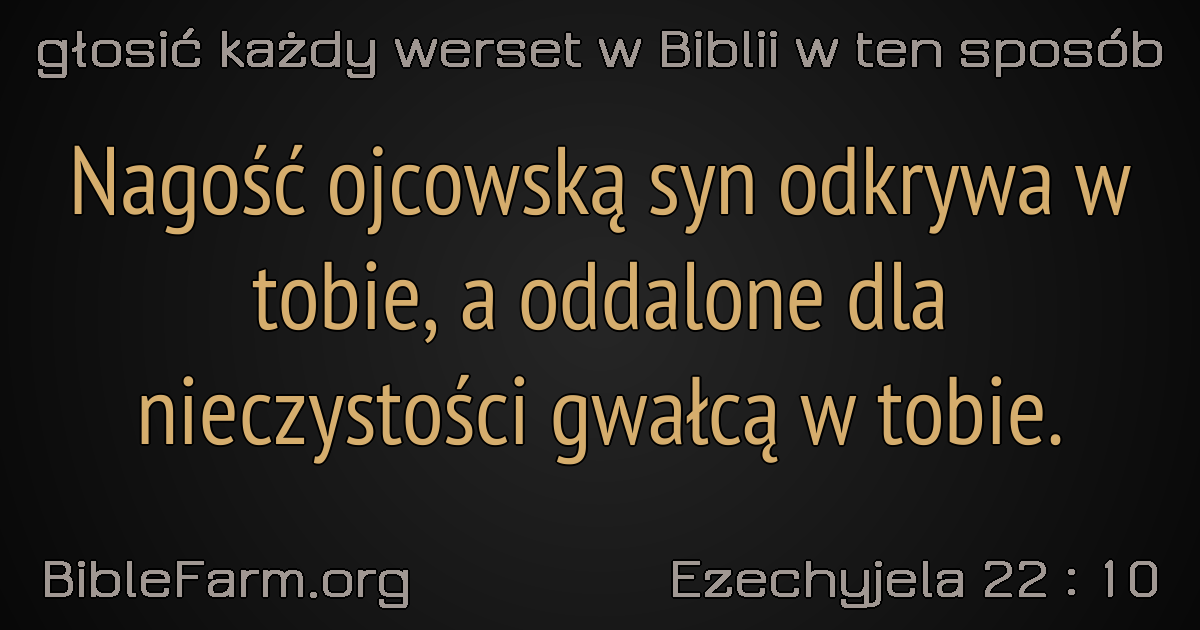 głosić każdy werset w Biblii w ten sposób
Nagość ojcowską syn odkrywa w
tobie, a oddalone dla
nieczystości gwałcą w tobie.
BibleFarm.org
Ezechyjela 22 : 10